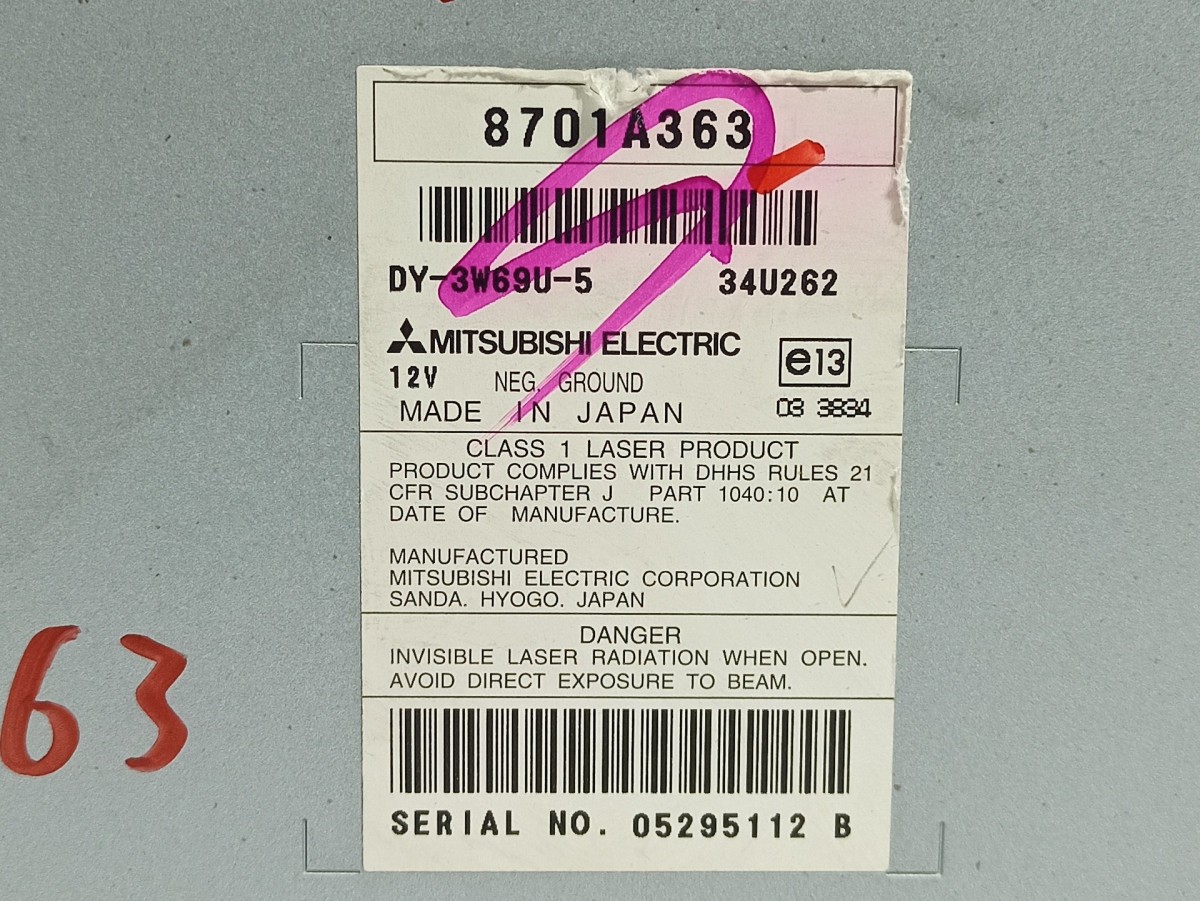 8701A363
DY-3W69U-5 34U262
MITSUBISHI ELECTRIC
e13
12V NEG. GROUND
MADE IN JAPAN 03 3834
CLASS 1 LASER PRODUCT
PRODUCT COMPLIES WITH DHHS RULES 21
CFR SUBCHAPTER J PART 1040:10 AT
DATE OF MANUFACTURE.
MANUFACTURED
MITSUBISHI ELECTRIC CORPORATION
SANDA. HYOGO. JAPAN
DANGER
INVISIBLE LASER RADIATION WHEN OPEN.
AVOID DIRECT EXPOSURE TO BEAM.
SERIAL NO. 05295112 B
63